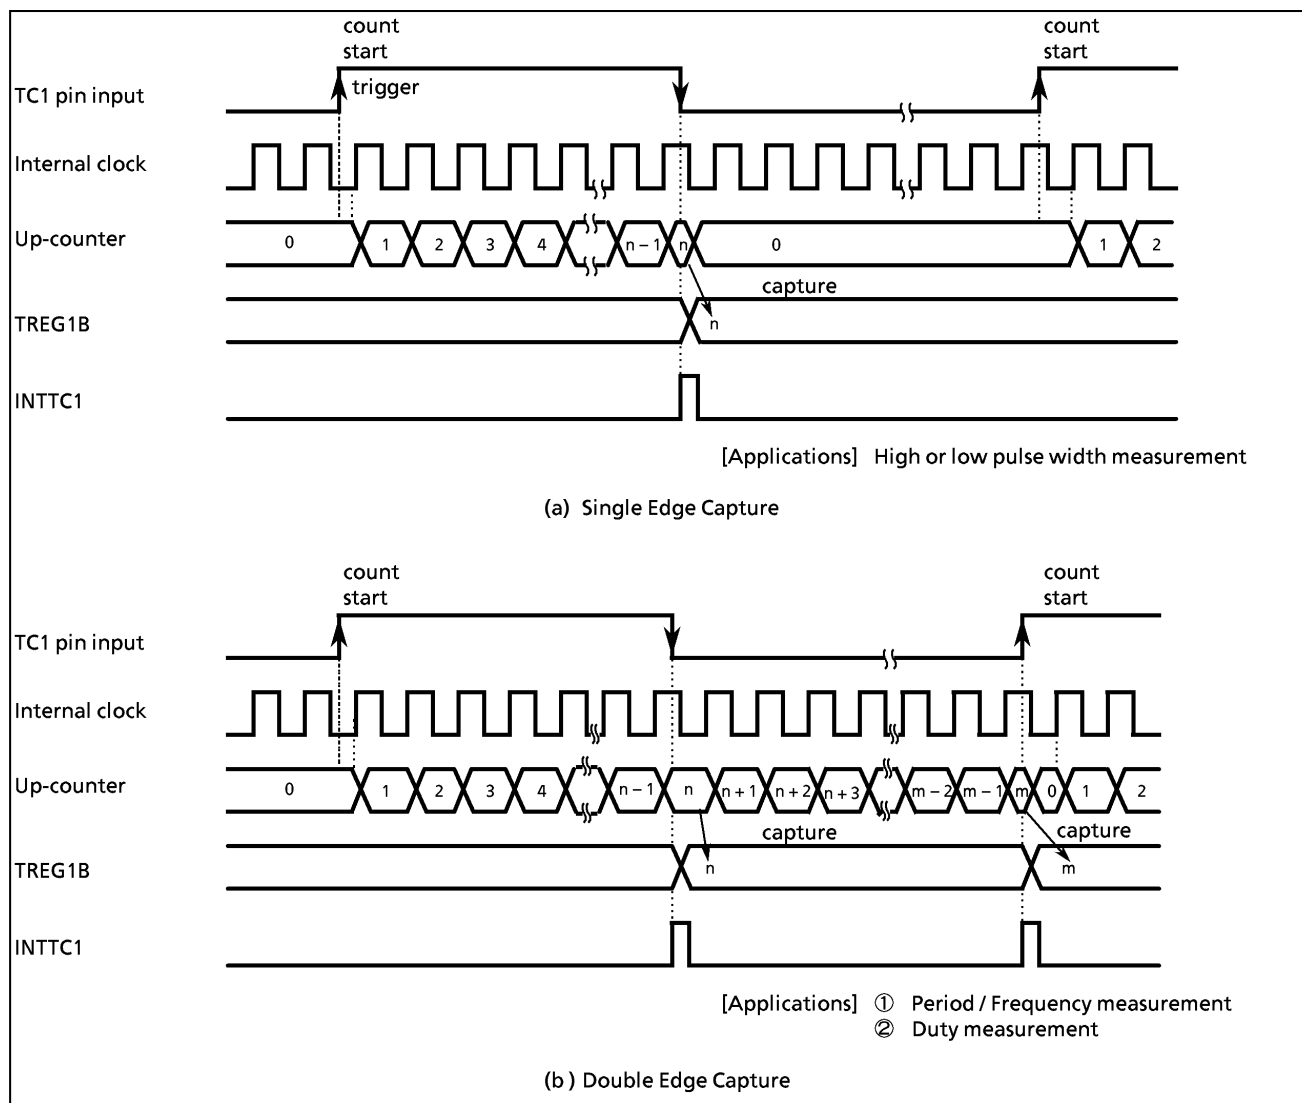 count
start
count
start
TC1 pin input
trigger
Internal clock
Up-counter
0 1 2 3 4 n – 1 n 0 1 2
capture
TREG1B
n
INTTC1
[Applications] High or low pulse width measurement
(a) Single Edge Capture
count
start
count
start
TC1 pin input
Internal clock
Up-counter
0 1 2 3 4 n – 1 n n + 1 n + 2 n + 3 m – 2 m – 1 m 0 1 2
capture
capture
TREG1B
n
m
INTTC1
[Applications] ① Period / Frequency measurement
② Duty measurement
(b ) Double Edge Capture